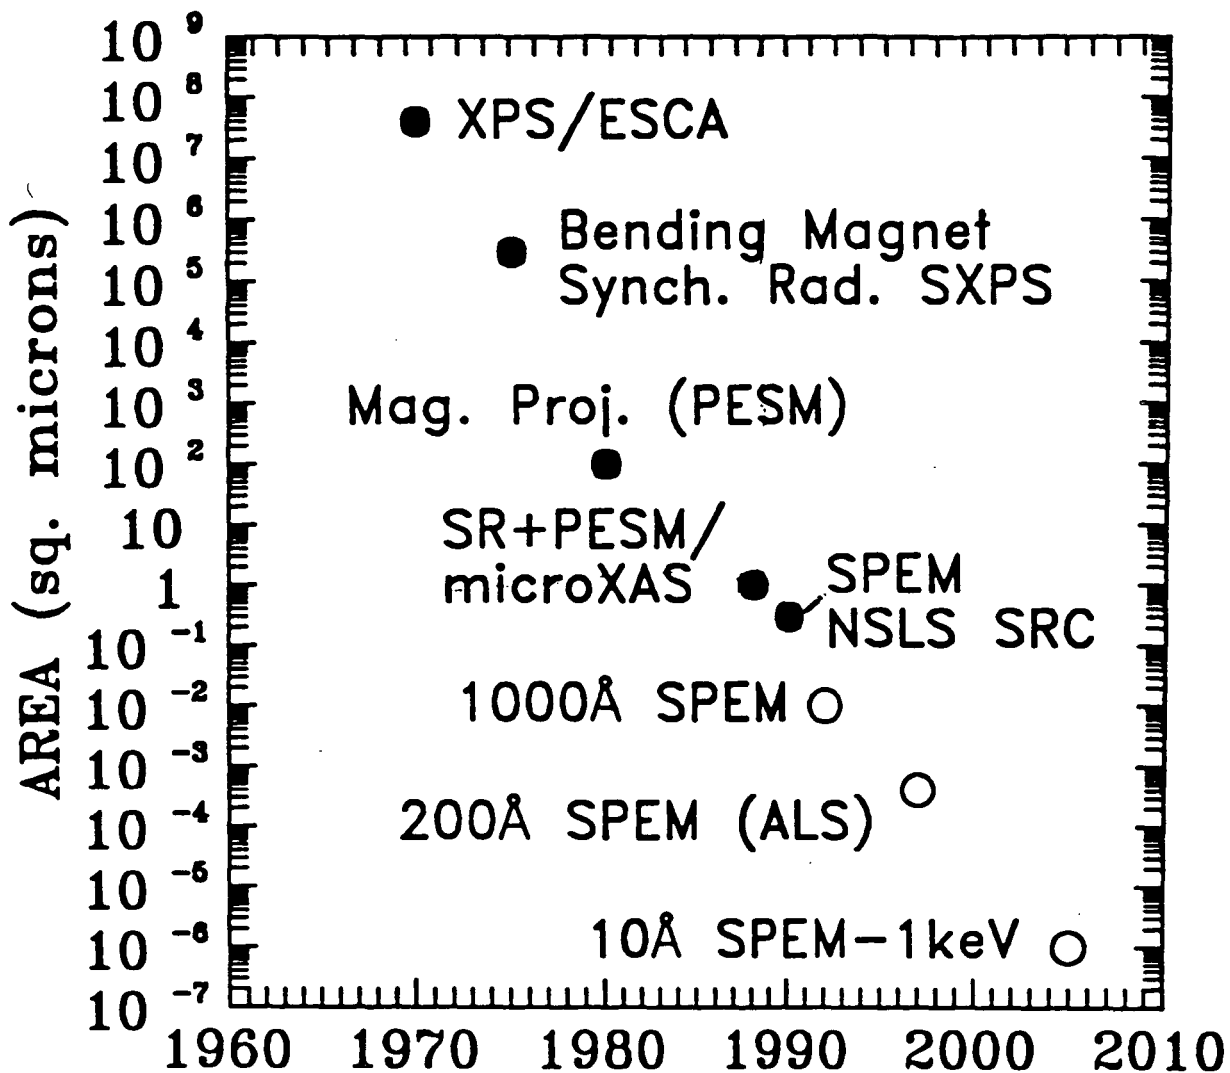 AREA (sq. microns)
10 9
10 8
10 7
10 6
10 5
10 4
10 3
10 2
10
1
10 -1
10 -2
10 -3
10 -4
10 -5
10 -6
10 -7
XPS/ESCA
Bending Magnet
Synch. Rad. SXPS
Mag. Proj. (PESM)
SR+PESM/
microXAS
SPEM
NSLS SRC
1000Å SPEM
200Å SPEM (ALS)
10Å SPEM-1keV
1960 1970 1980 1990 2000 2010